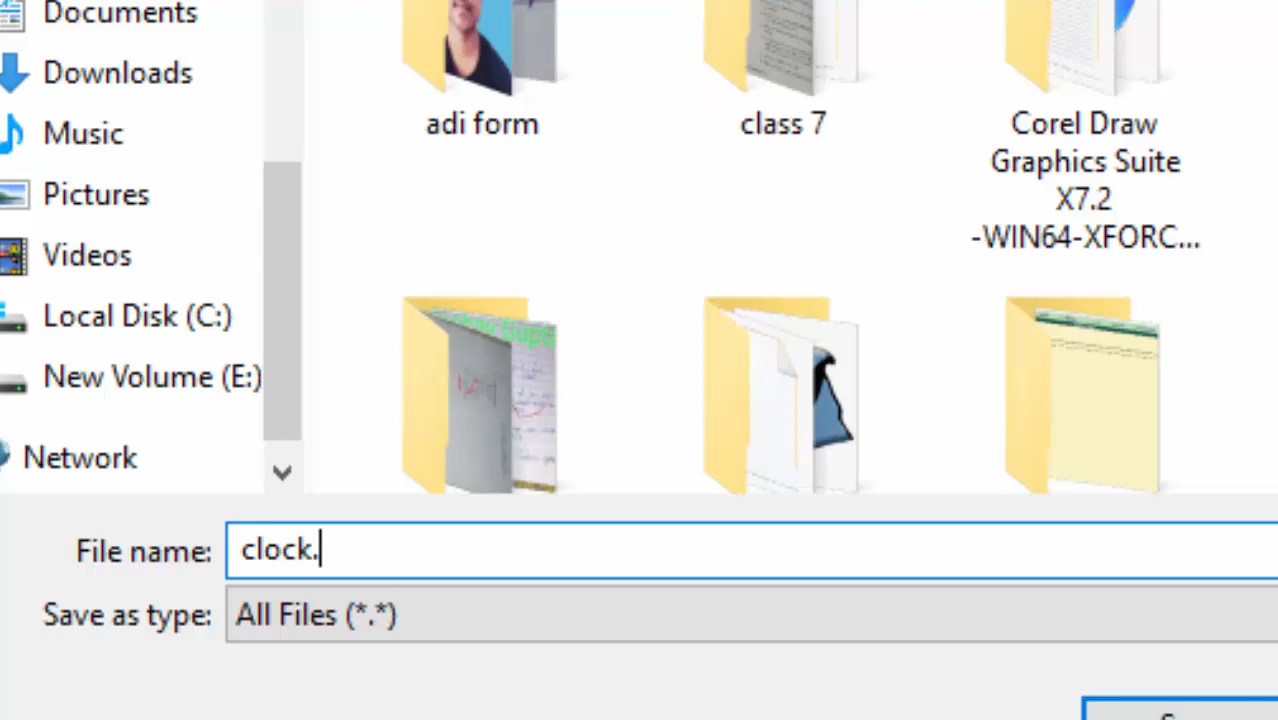 Documents
Downloads
Music
Pictures
Videos
Local Disk (C:)
New Volume (E:)
Network
adi form
class 7
Corel Draw
Graphics Suite
X7.2
-WIN64-XFORC...
File name:
clock.
Save as type:
All Files (*.*)